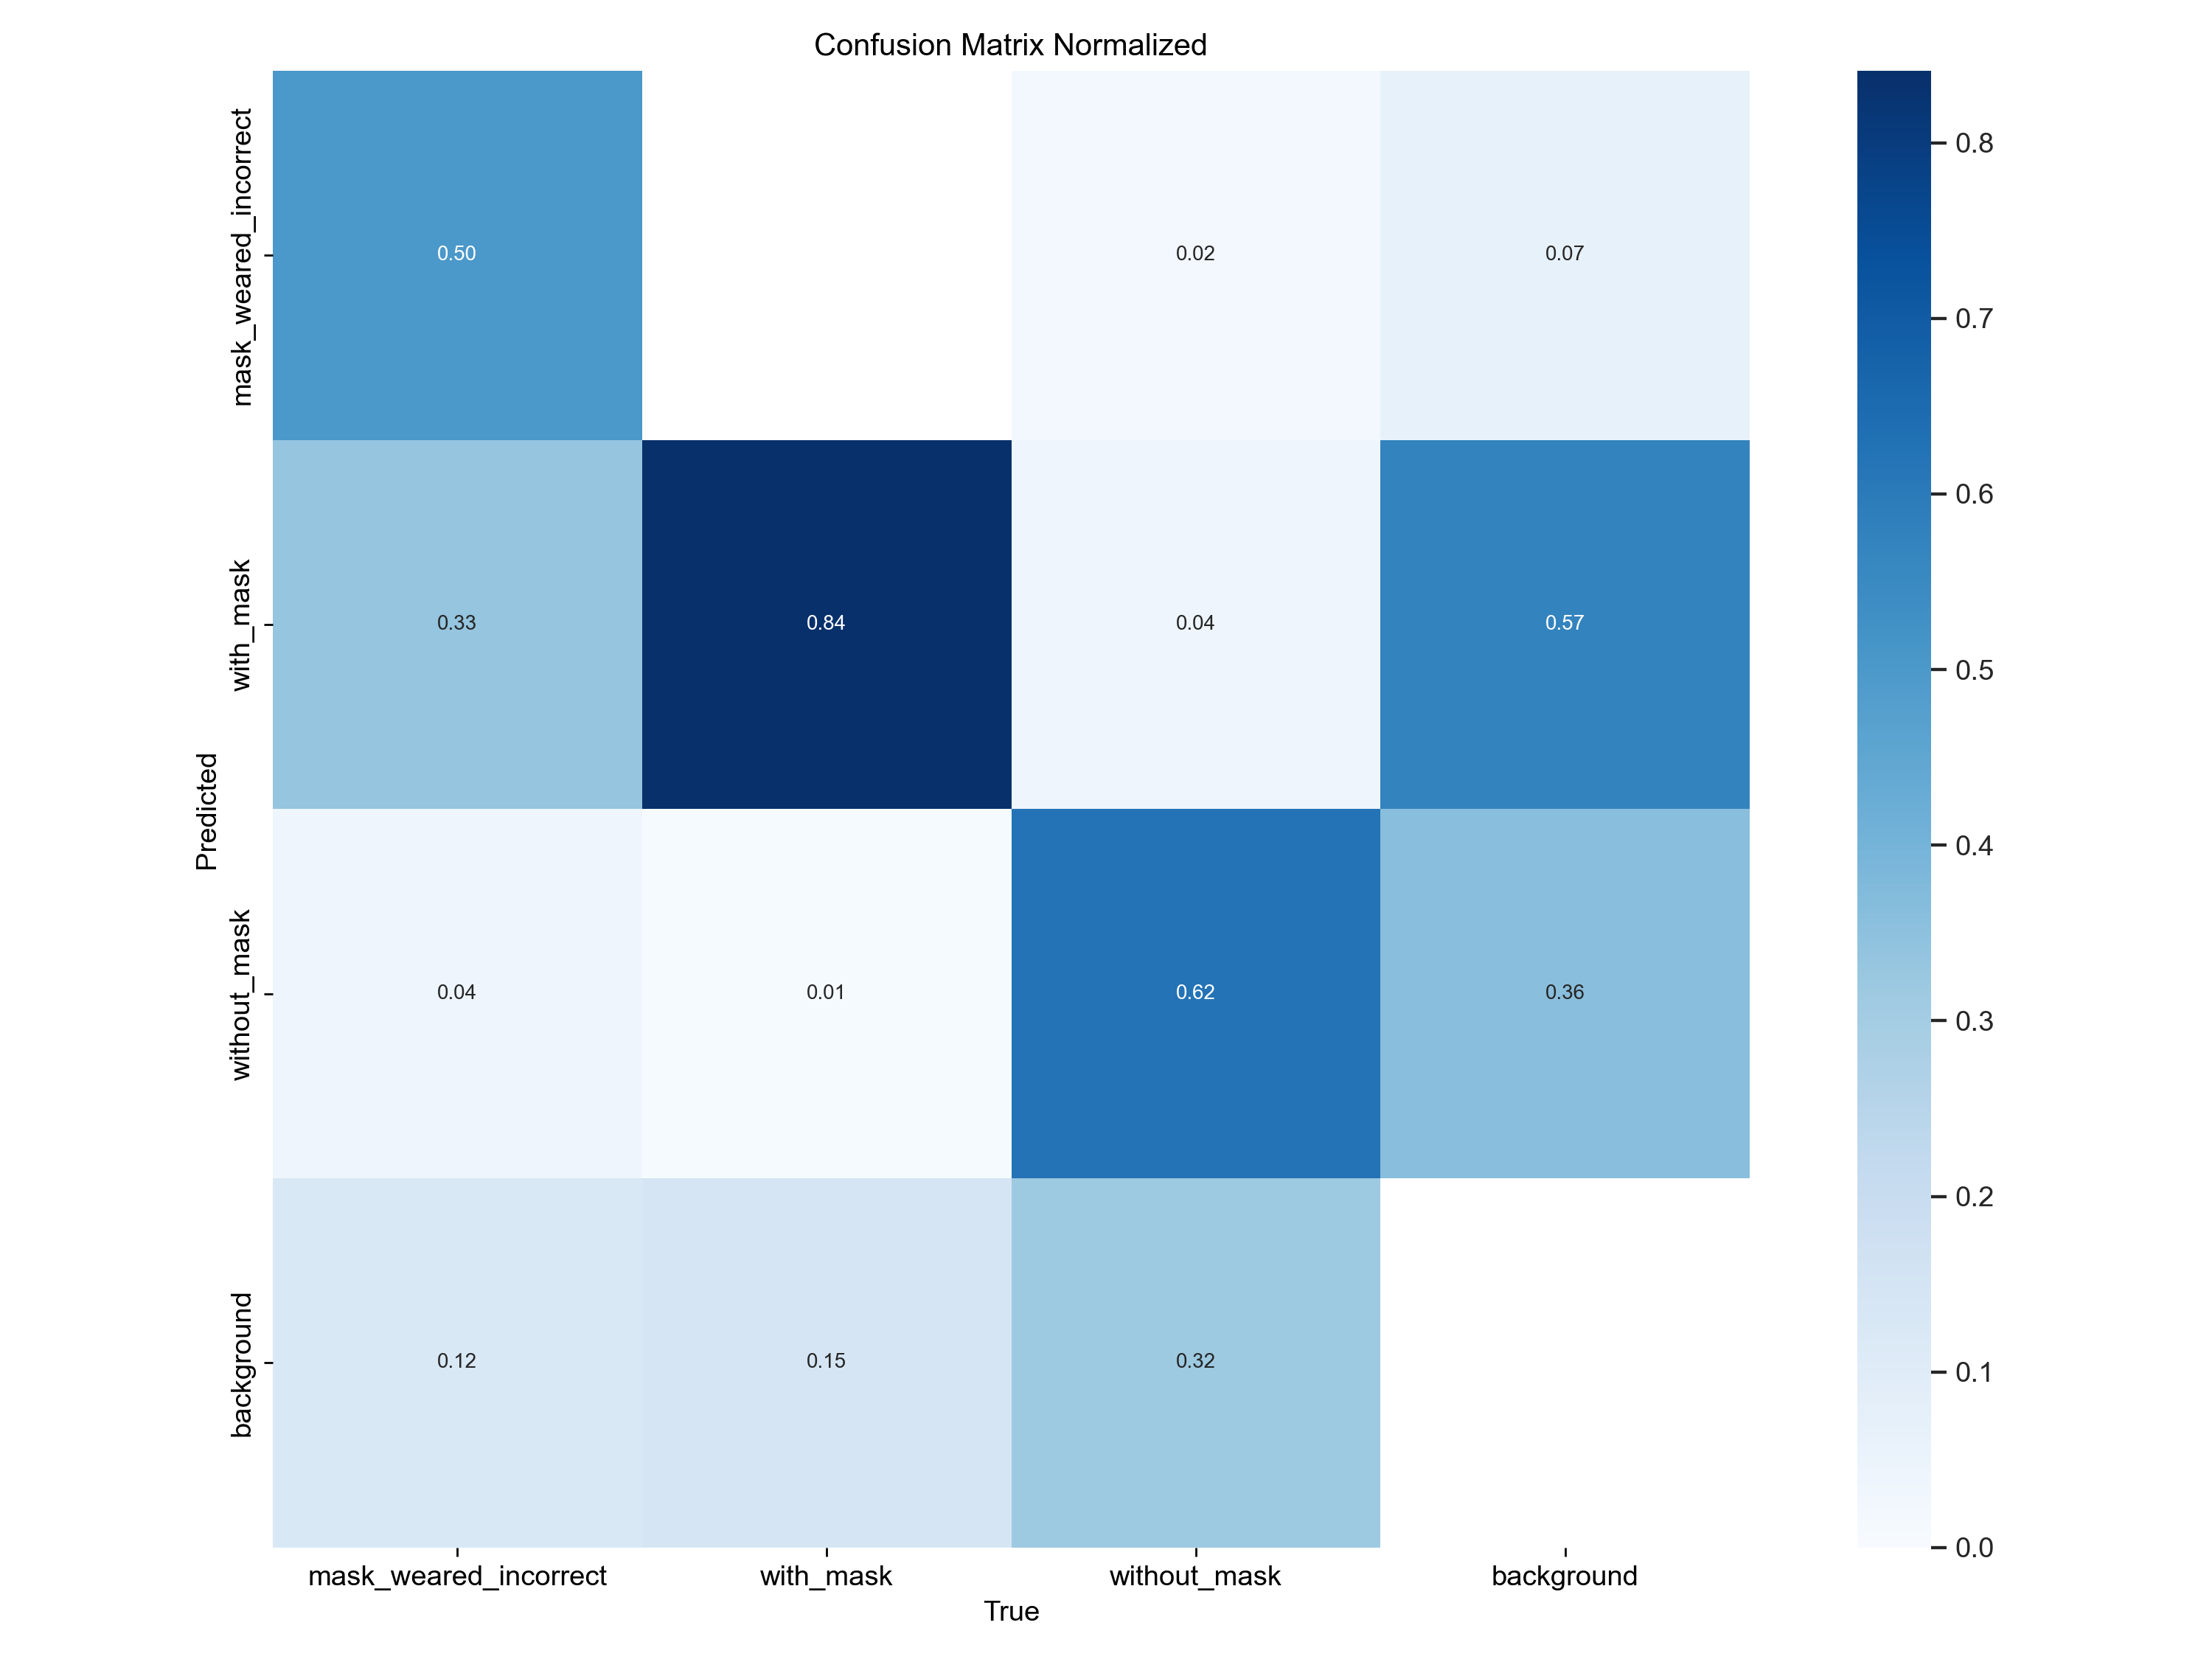 Confusion Matrix Normalized
mask_weared_incorrect
0.50
0.02
0.07
with_mask
0.33
0.84
0.04
0.57
without_mask
0.04
0.01
0.62
0.36
background
0.12
0.15
0.32
Predicted
mask_weared_incorrect
with_mask
without_mask
background
True
0.8
0.7
0.6
0.5
0.4
0.3
0.2
0.1
0.0